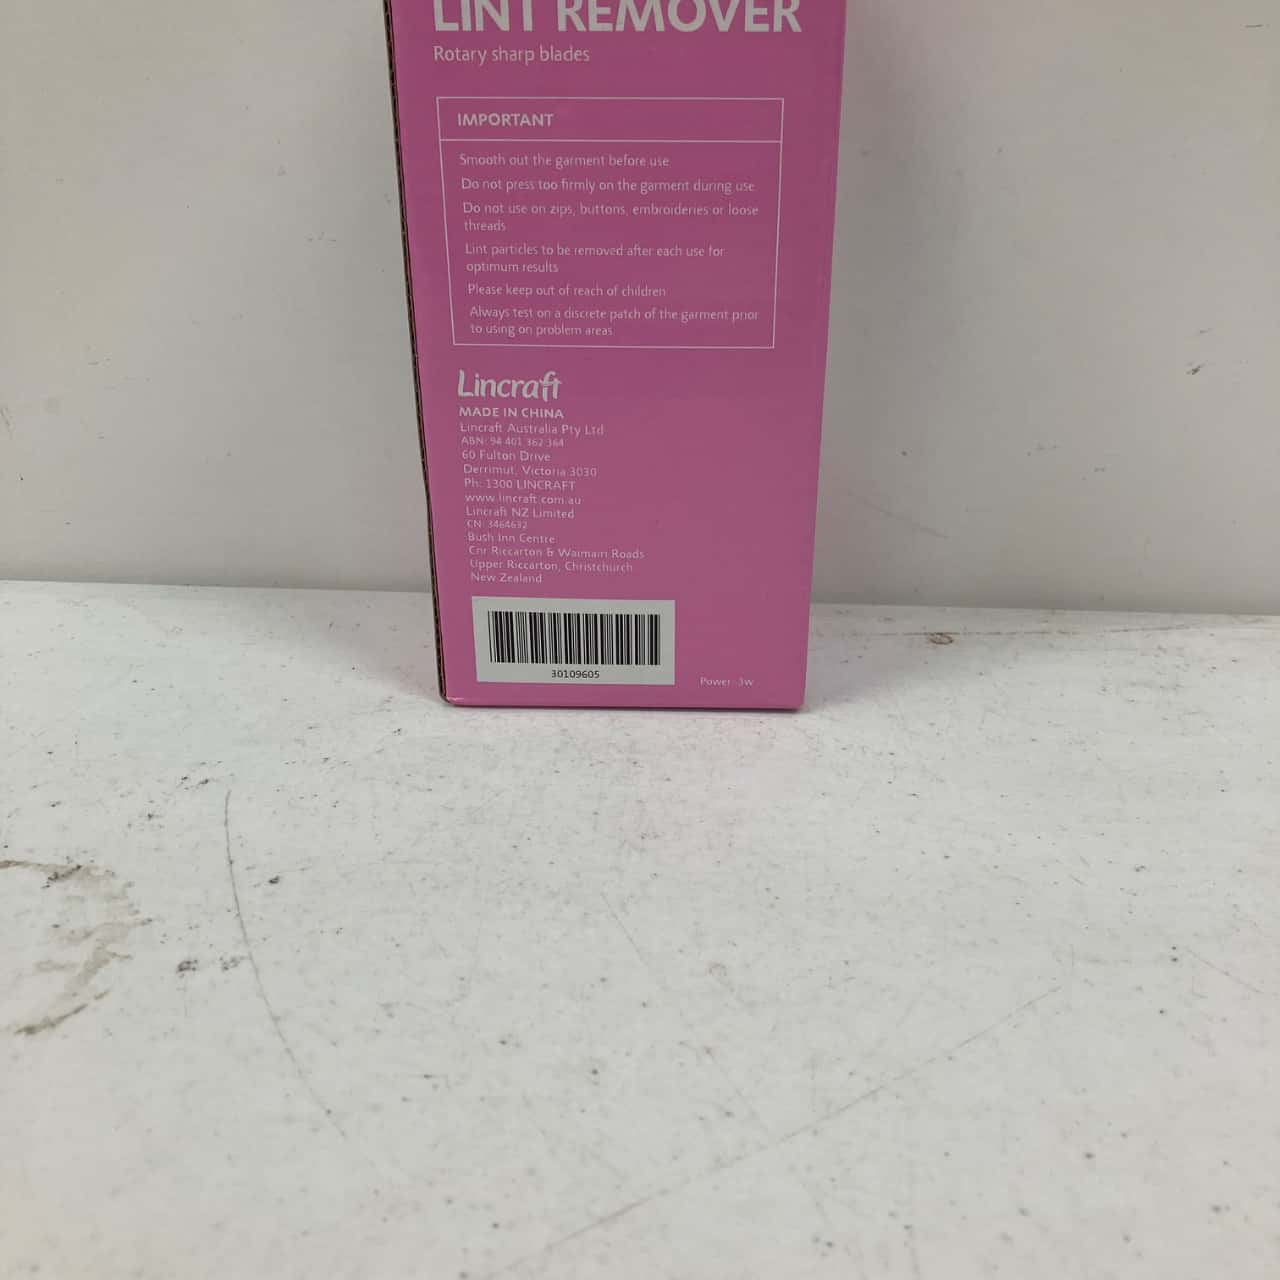 LINT REMOVER
Rotary sharp blades
IMPORTANT
Smooth out the garment before use
Do not press too firmly on the garment during use
Do not use on zips, buttons, embroideries or loose
threads
Lint particles to be removed after each use for
optimum results
Please keep out of reach of children
Always test on a discrete patch of the garment prior
to using on problem areas
Lincraft
MADE IN CHINA
Lincraft Australia Pty Ltd
ABN: 94 401 362 364
60 Fulton Drive
Derrimut, Victoria 3030
Ph: 1300 LINCRAFT
www.lincraft.com.au
Lincraft NZ Limited
CN: 3464632
Bush Inn Centre
Cnr Riccarton & Waimairi Roads
Upper Riccarton, Christchurch
New Zealand
30109605
Power: 3w